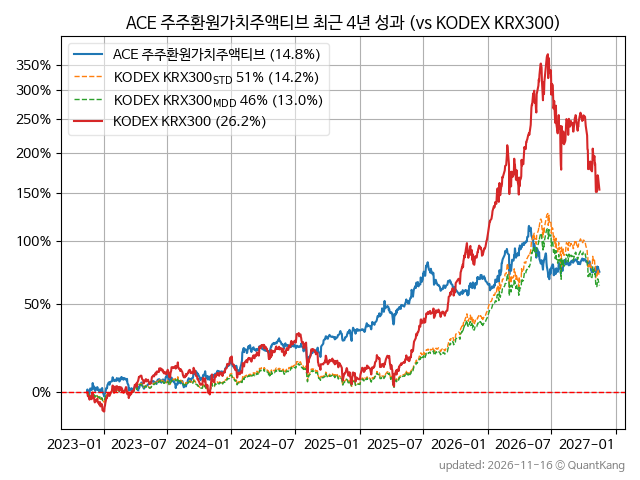 ACE 주주환원가치주액티브 최근 4년 성과 (vs KODEX KRX300)
ACE 주주환원가치주액티브 (14.8%)
KODEX KRX300STD 51% (14.2%)
KODEX KRX300MDD 46% (13.0%)
KODEX KRX300 (26.2%)
350%
300%
250%
200%
150%
100%
50%
0%
2023-01 2023-07 2024-01 2024-07 2025-01 2025-07 2026-01 2026-07 2027-01
updated: 2026-11-16 © QuantKang